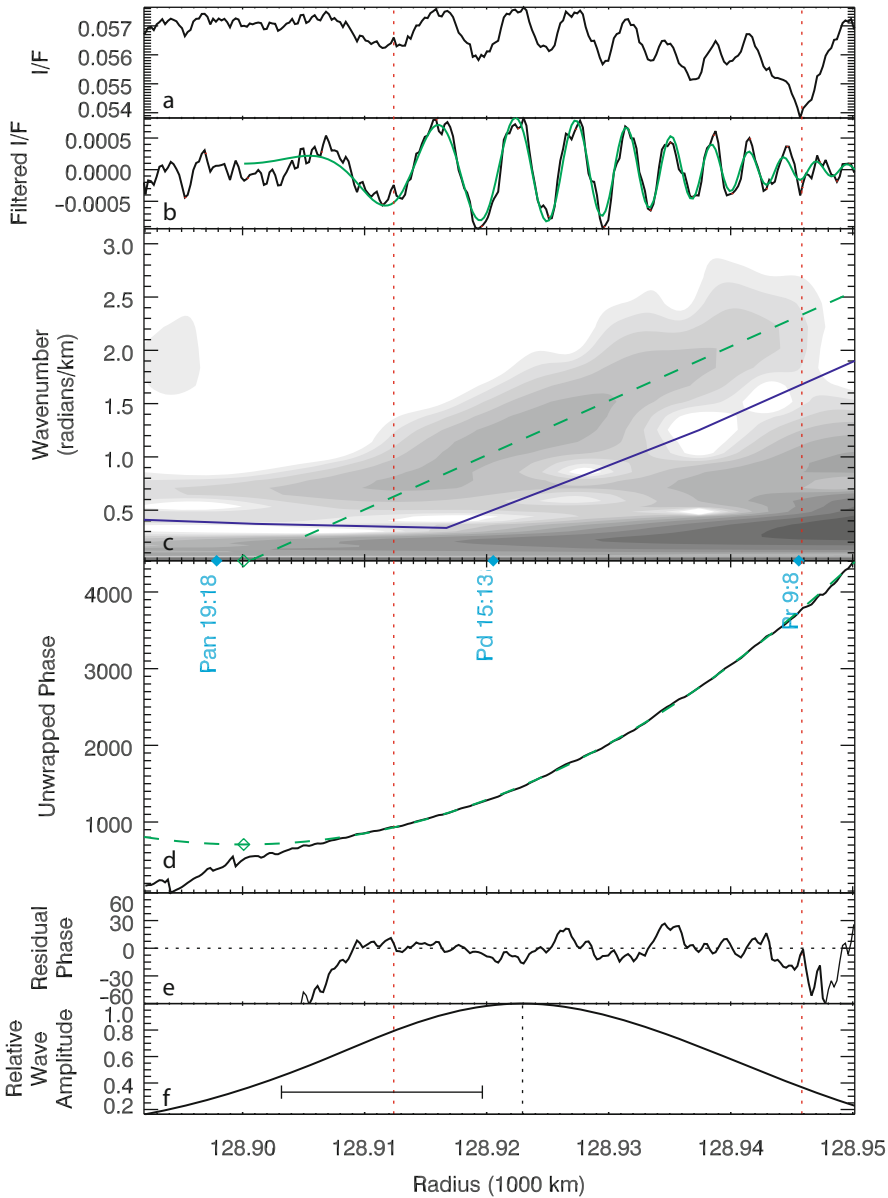 0.057
0.056
0.055
0.054
I/F
a
0.0005
0.0000
−0.0005
Filtered I/F
b
3.0
2.5
2.0
1.5
1.0
0.5
Wavenumber
(radians/km)
c
Pan 19:18
Pd 15:13
Pr 9:8
4000
3000
2000
1000
Unwrapped Phase
d
60
30
0
−30
−60
Residual
Phase
e
1.0
0.8
0.6
0.4
0.2
Relative
Wave
Amplitude
f
128.90 128.91 128.92 128.93 128.94 128.95
Radius (1000 km)